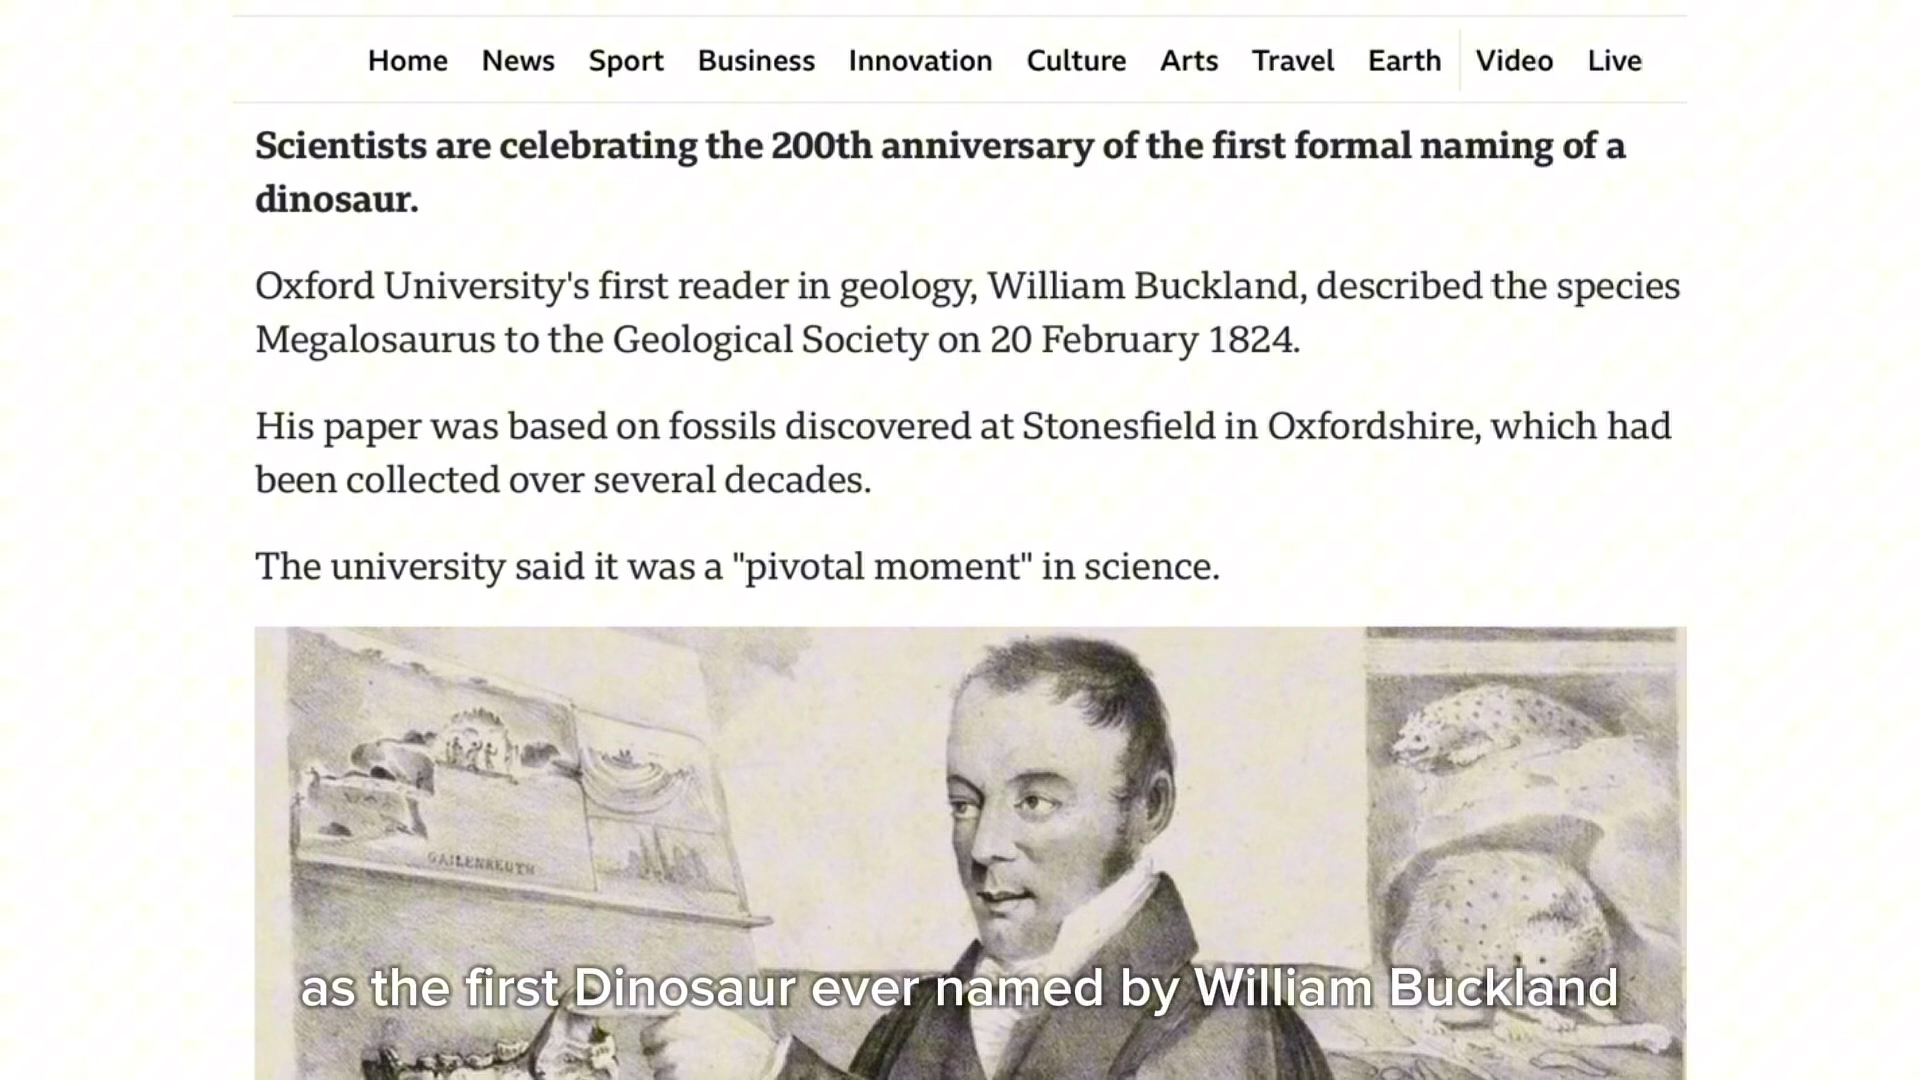 Home News Sport Business Innovation Culture Arts Travel Earth Video Live
Scientists are celebrating the 200th anniversary of the first formal naming of a
dinosaur.
Oxford University's first reader in geology, William Buckland, described the species
Megalosaurus to the Geological Society on 20 February 1824.
His paper was based on fossils discovered at Stonesfield in Oxfordshire, which had
been collected over several decades.
The university said it was a "pivotal moment" in science.
GAILENREUTH
as the first Dinosaur ever named by William Buckland